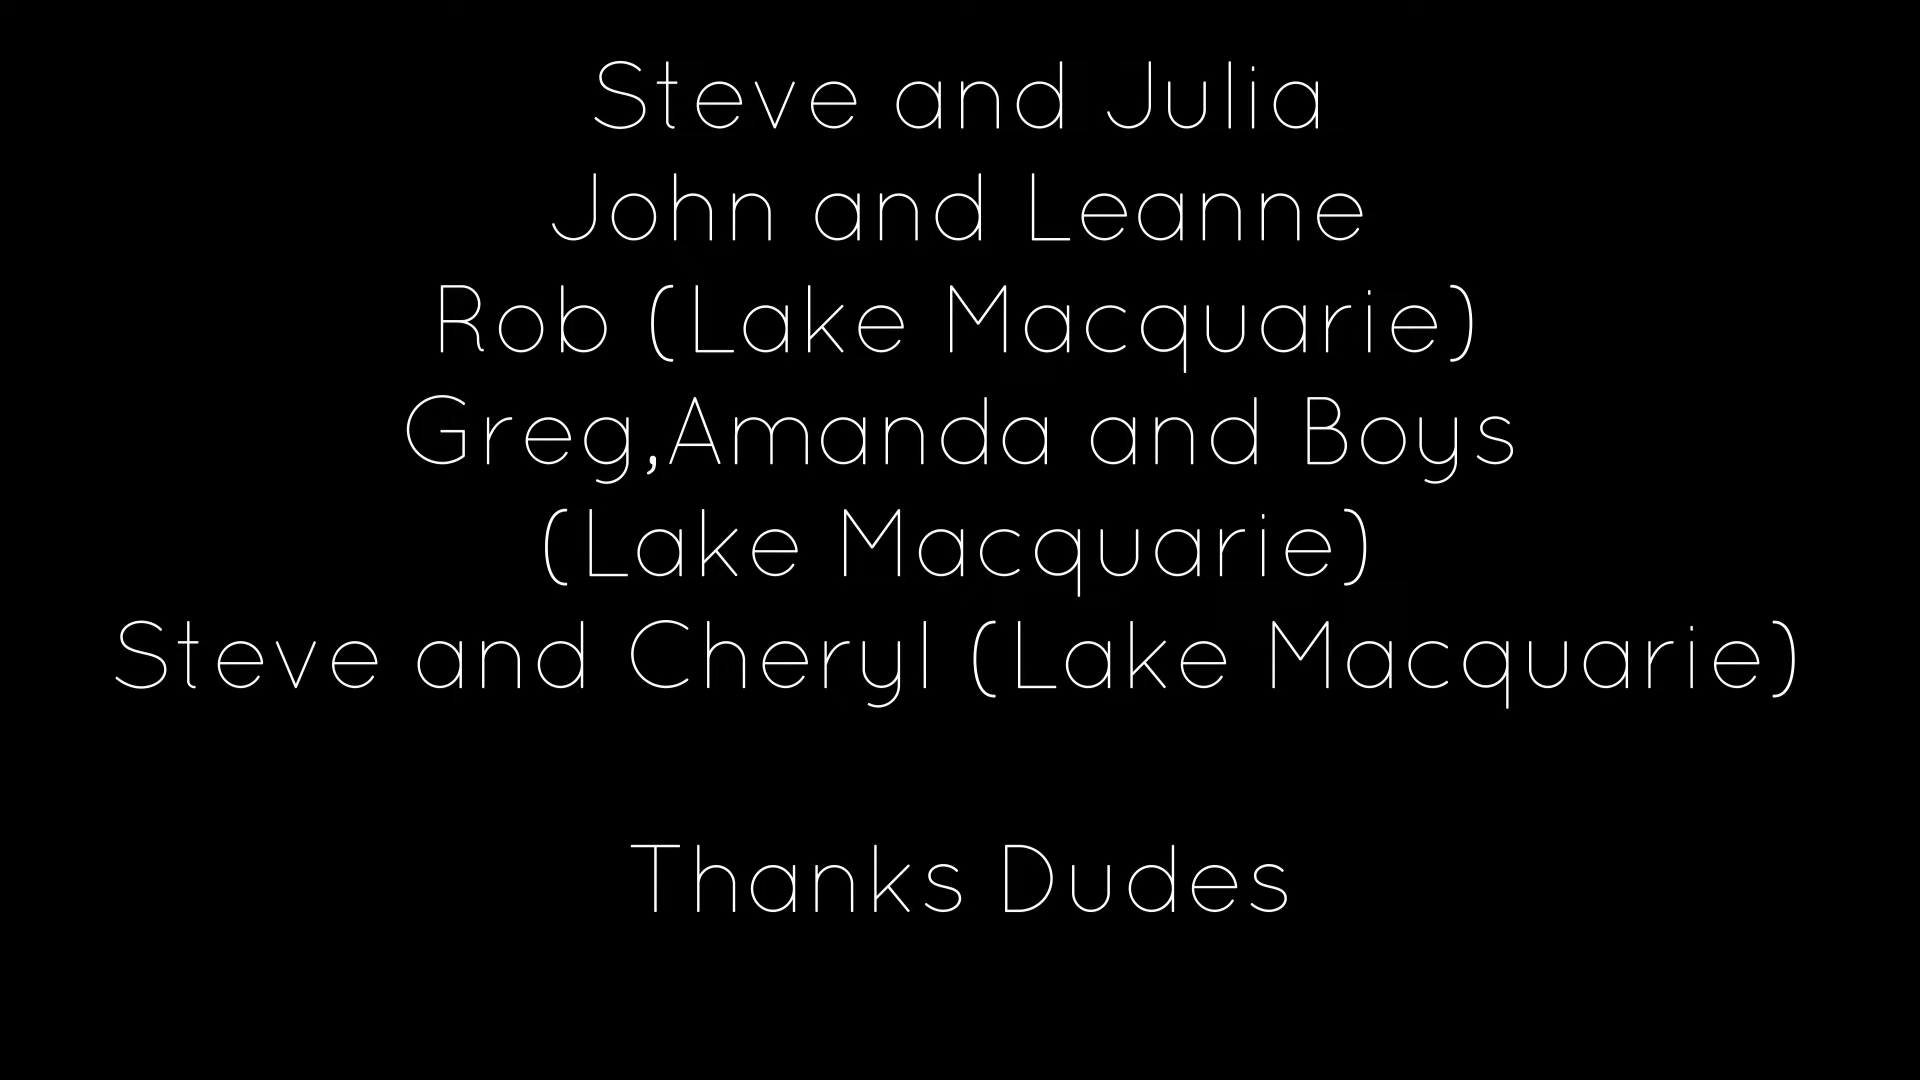 Steve and Julia
John and Leanne
Rob (Lake Macquarie)
Greg,Amanda and Boys
(Lake Macquarie)
Steve and Cheryl (Lake Macquarie)
Thanks Dudes